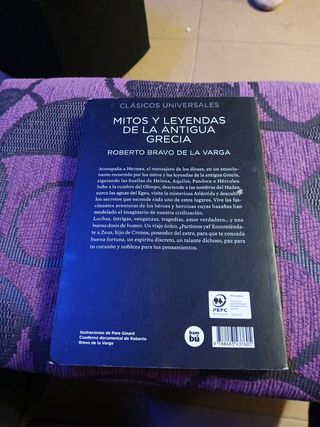 CLÁSICOS UNIVERSALES
MITOS Y LEYENDAS
DE LA ANTIGUA
GRECIA
ROBERTO BRAVO DE LA VARGA
Acompaña a Hermes, el mensajero de los dioses, en un emocio-
nante recorrido por los mitos y las leyendas de la antigua Grecia,
siguiendo las huellas de Helena, Aquiles, Pandora o Hércules.
Sube a la cumbre del Olimpo, desciende a las sombras del Hades,
surca las aguas del Egeo, visita la misteriosa Atlántida y descubre
los secretos que esconde cada uno de estos lugares. Vive las fas-
cinantes aventuras de los héroes y heroínas cuyas hazañas han
modelado el imaginario de nuestra civilización.
Luchas, intrigas, venganzas, tragedias, amor verdadero... y una
buena dosis de humor. Un viaje único. ¿Partimos ya? Encomiénda-
te a Zeus, hijo de Cronos, poseedor del cetro, para que te conceda
buena fortuna, un espíritu discreto, un talante dichoso, paz para
tu corazón y nobleza para tus pensamientos.
PEFC
Ilustraciones de Pere Ginard
Cuaderno documental de Roberto
Bravo de la Varga
bam
bú
9 788483 437605